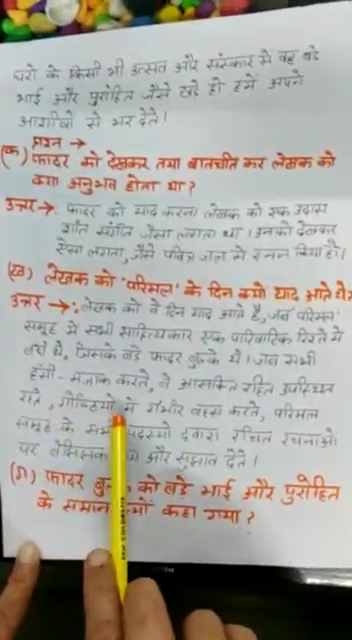 घरों के किसी भी उत्सव और संस्कार में वह बड़े
भाई और पुरोहित जैसे खड़े हो हमें अपने
आशीषों से भर देते।
प्रश्न →
(क) फादर को देखकर तथा बातचीत कर लेखक को
क्या अनुभव होता था?
उत्तर →. फादर को याद करना लेखक को एक उदास
शांत संगीत जैसा लगता था। उनको देखकर
ऐसा लगता, जैसे पवित्र जल में स्नान किया हो।
(ख) लेखक को 'परिमल' के दिन क्यों याद आते थे?
उत्तर →. लेखक को वे दिन याद आते हैं, जब परिमल
समूह में सभी साहित्यकार एक पारिवारिक रिश्ते में
बंधे थे, जिसके बड़े फादर बुल्के थे। जब सभी
हँसी-मजाक करते, वे आसक्ति रहित उपस्थित
रहते, गोष्ठियों में गंभीर बहस करते, परिमल
समूह के सभी सदस्यों द्वारा रचित रचनाओं
पर बेझिझक और सुझाव देते।
(ग) फादर बुल्के को बड़े भाई और पुरोहित
के समान क्यों कहा गया?